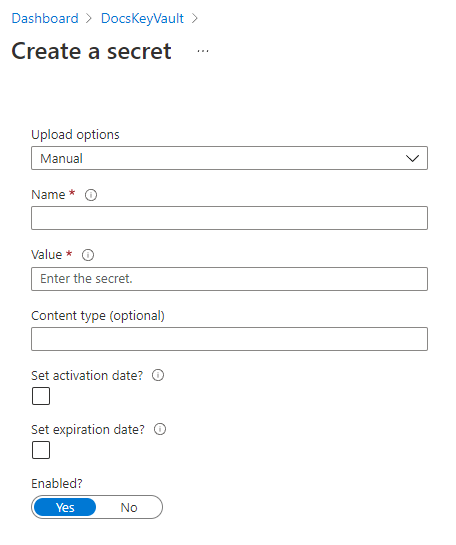 Dashboard > DocsKeyVault >
Create a secret ...
Upload options
Manual
Name *
Value *
Enter the secret.
Content type (optional)
Set activation date?
Set expiration date?
Enabled?
Yes No